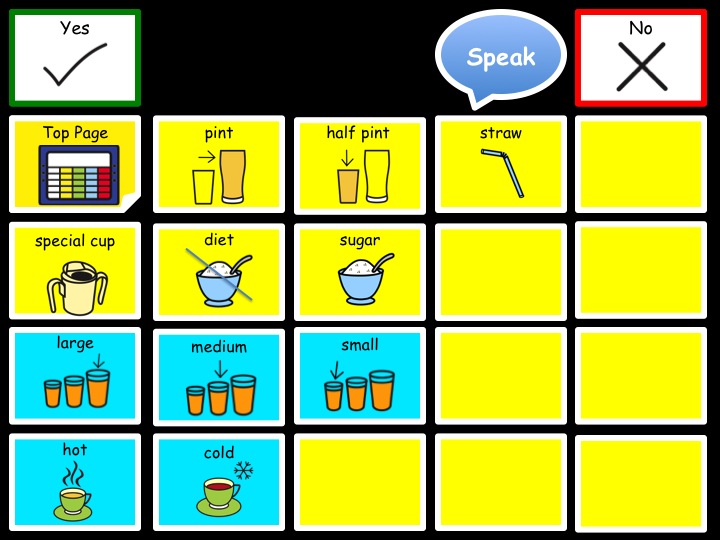 Yes
Speak
No
Top Page
pint
half pint
straw
special cup
diet
sugar
large
medium
small
hot
cold